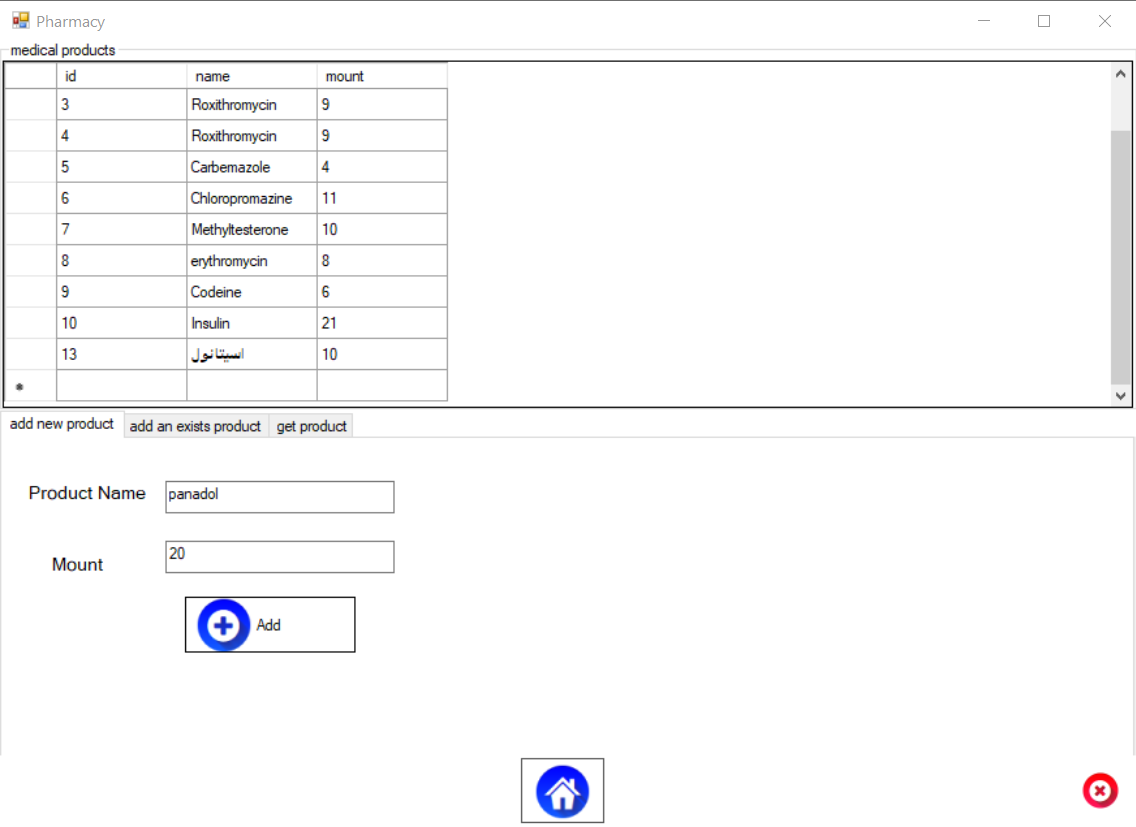 Pharmacy
medical products
id name mount
3 Roxithromycin 9
4 Roxithromycin 9
5 Carbemazole 4
6 Chloropromazine 11
7 Methyltesterone 10
8 erythromycin 8
9 Codeine 6
10 Insulin 21
13 اسيتانول 10
add new product add an exists product get product
Product Name panadol
Mount 20
Add